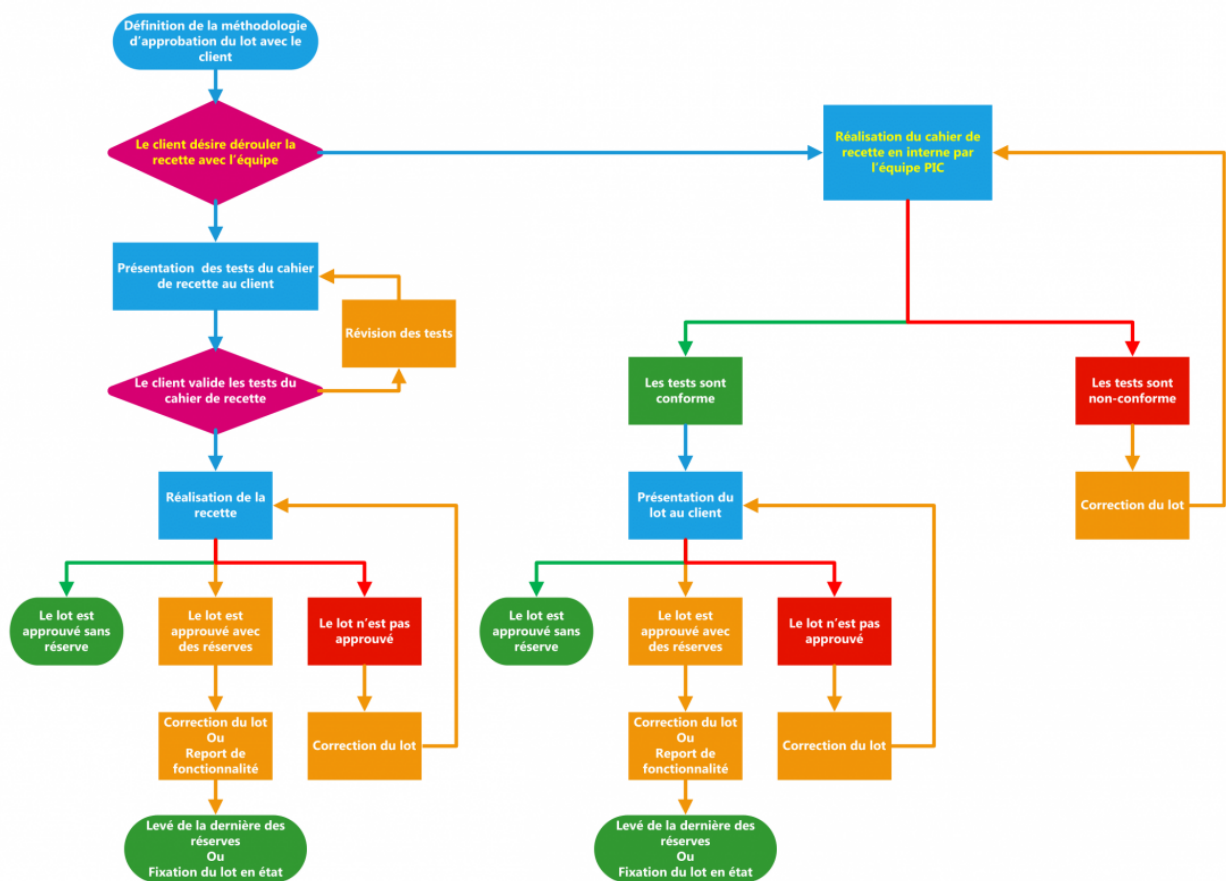 Définition de la méthodologie
d'approbation du lot avec le
client
Le client désire dérouler la
recette avec l'équipe
Réalisation du cahier de
recette en interne par
l'équipe PIC
Présentation des tests du cahier
de recette au client
Révision des tests
Le client valide les tests du
cahier de recette
Les tests sont
conforme
Les tests sont
non-conforme
Réalisation de la
recette
Présentation du
lot au client
Correction du lot
Le lot est
approuvé sans
réserve
Le lot est
approuvé avec
des réserves
Le lot n'est pas
approuvé
Le lot est
approuvé sans
réserve
Le lot est
approuvé avec
des réserves
Le lot n'est pas
approuvé
Correction du lot
Ou
Report de
fonctionnalité
Correction du lot
Correction du lot
Ou
Report de
fonctionnalité
Correction du lot
Levé de la dernière des
réserves
Ou
Fixation du lot en état
Levé de la dernière des
réserves
Ou
Fixation du lot en état